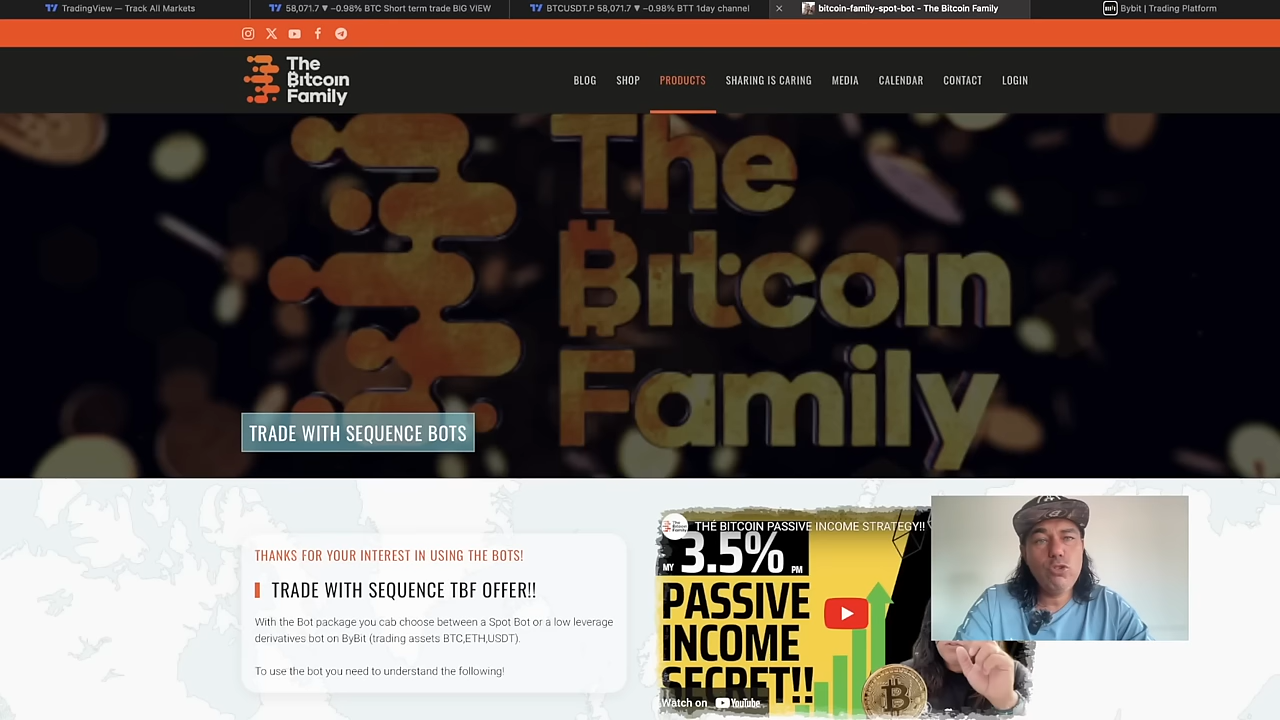 TradingView — Track All Markets
58,071.7 ▼ −0.98% BTC Short term trade BIG VIEW
BTCUSDT.P 58,071.7 ▼ −0.98% BTT 1day channel
bitcoin-family-spot-bot - The Bitcoin Family
Bybit | Trading Platform
The
Bitcoin
Family
BLOG
SHOP
PRODUCTS
SHARING IS CARING
MEDIA
CALENDAR
CONTACT
LOGIN
The
Bitcoin
Family
TRADE WITH SEQUENCE BOTS
THANKS FOR YOUR INTEREST IN USING THE BOTS!
TRADE WITH SEQUENCE TBF OFFER!!
With the Bot package you cab choose between a Spot Bot or a low leverage
derivatives bot on ByBit (trading assets BTC,ETH,USDT).
To use the bot you need to understand the following!
The
Bitcoin
Family
THE BITCOIN PASSIVE INCOME STRATEGY!!
MY 3.5% PM
PASSIVE
INCOME
SECRET!!
Watch on YouTube